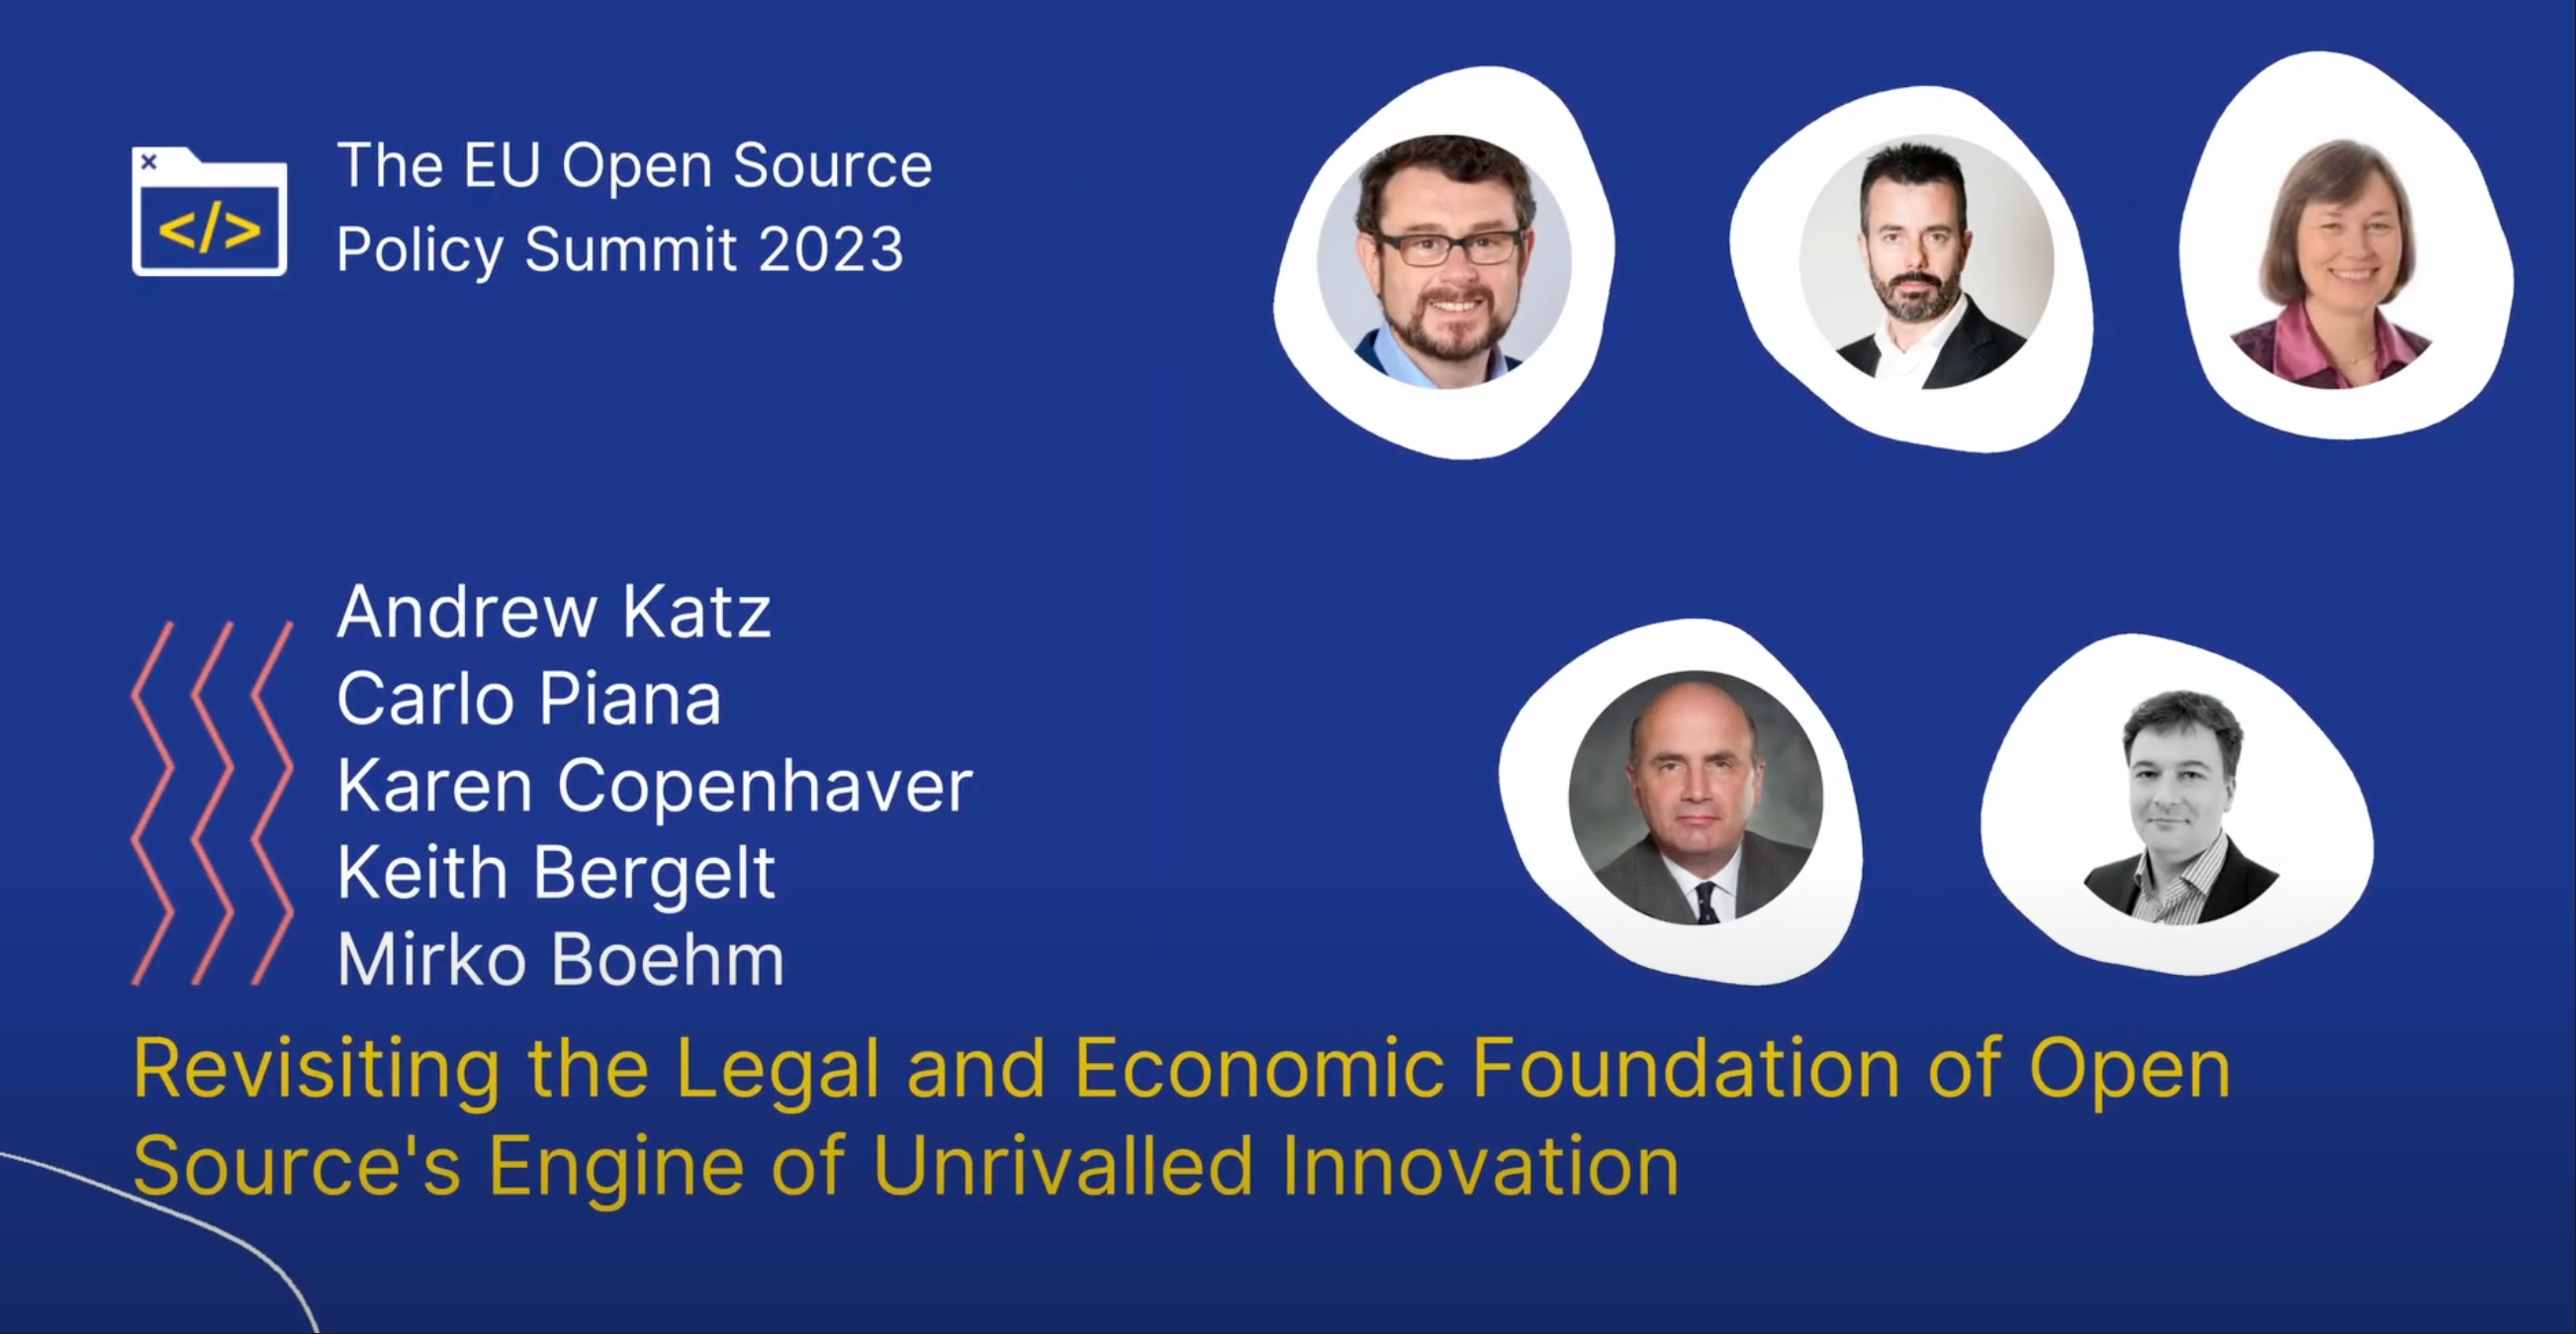 The EU Open Source
Policy Summit 2023
</>
Andrew Katz
Carlo Piana
Karen Copenhaver
Keith Bergelt
Mirko Boehm
Revisiting the Legal and Economic Foundation of Open
Source's Engine of Unrivalled Innovation